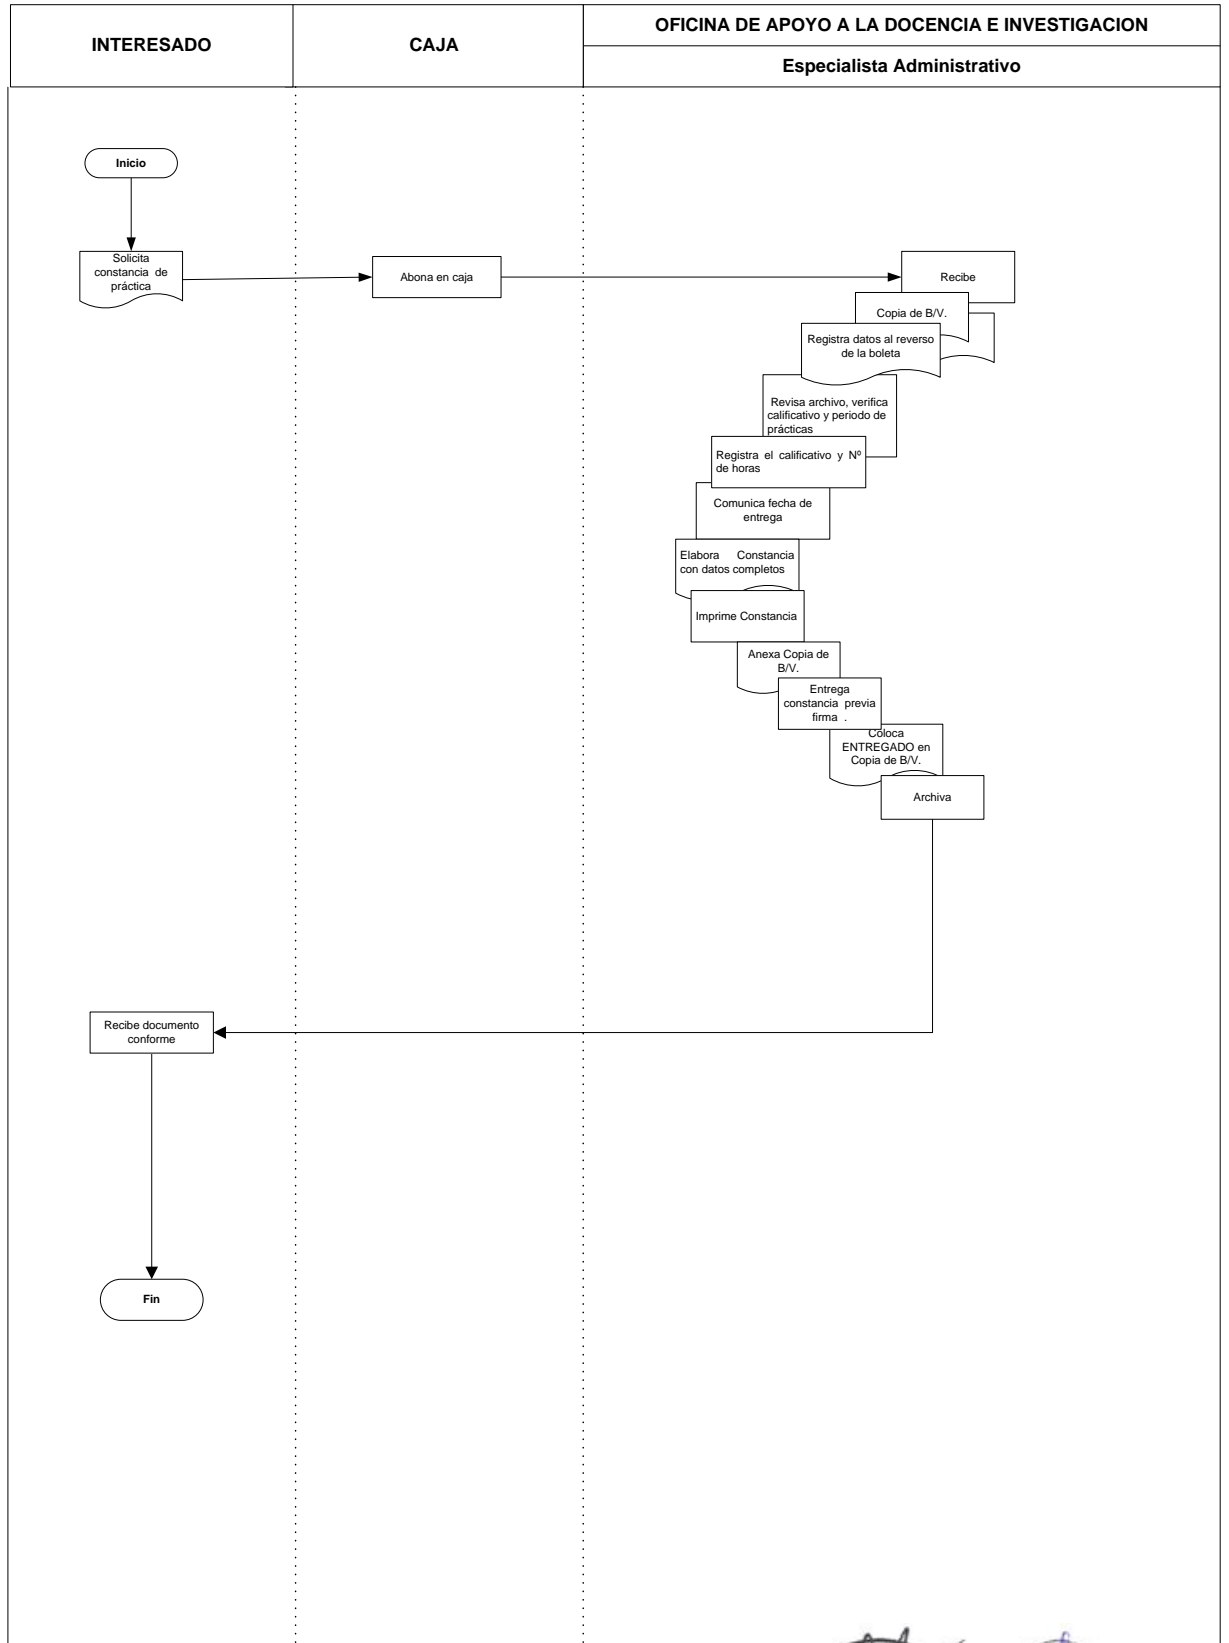 INTERESADO
CAJA
OFICINA DE APOYO A LA DOCENCIA E INVESTIGACION
Especialista Administrativo
Inicio
Solicita
constancia de
práctica
Abona en caja
Recibe
Copia de B/V.
Registra datos al reverso
de la boleta
Revisa archivo, verifica
calificativo y periodo de
prácticas
Registra el calificativo y Nº
de horas
Comunica fecha de
entrega
Elabora Constancia
con datos completos
Imprime Constancia
Anexa Copia de
B/V.
Entrega
constancia previa
firma .
Coloca
ENTREGADO en
Copia de B/V.
Archiva
Recibe documento
conforme
Fin